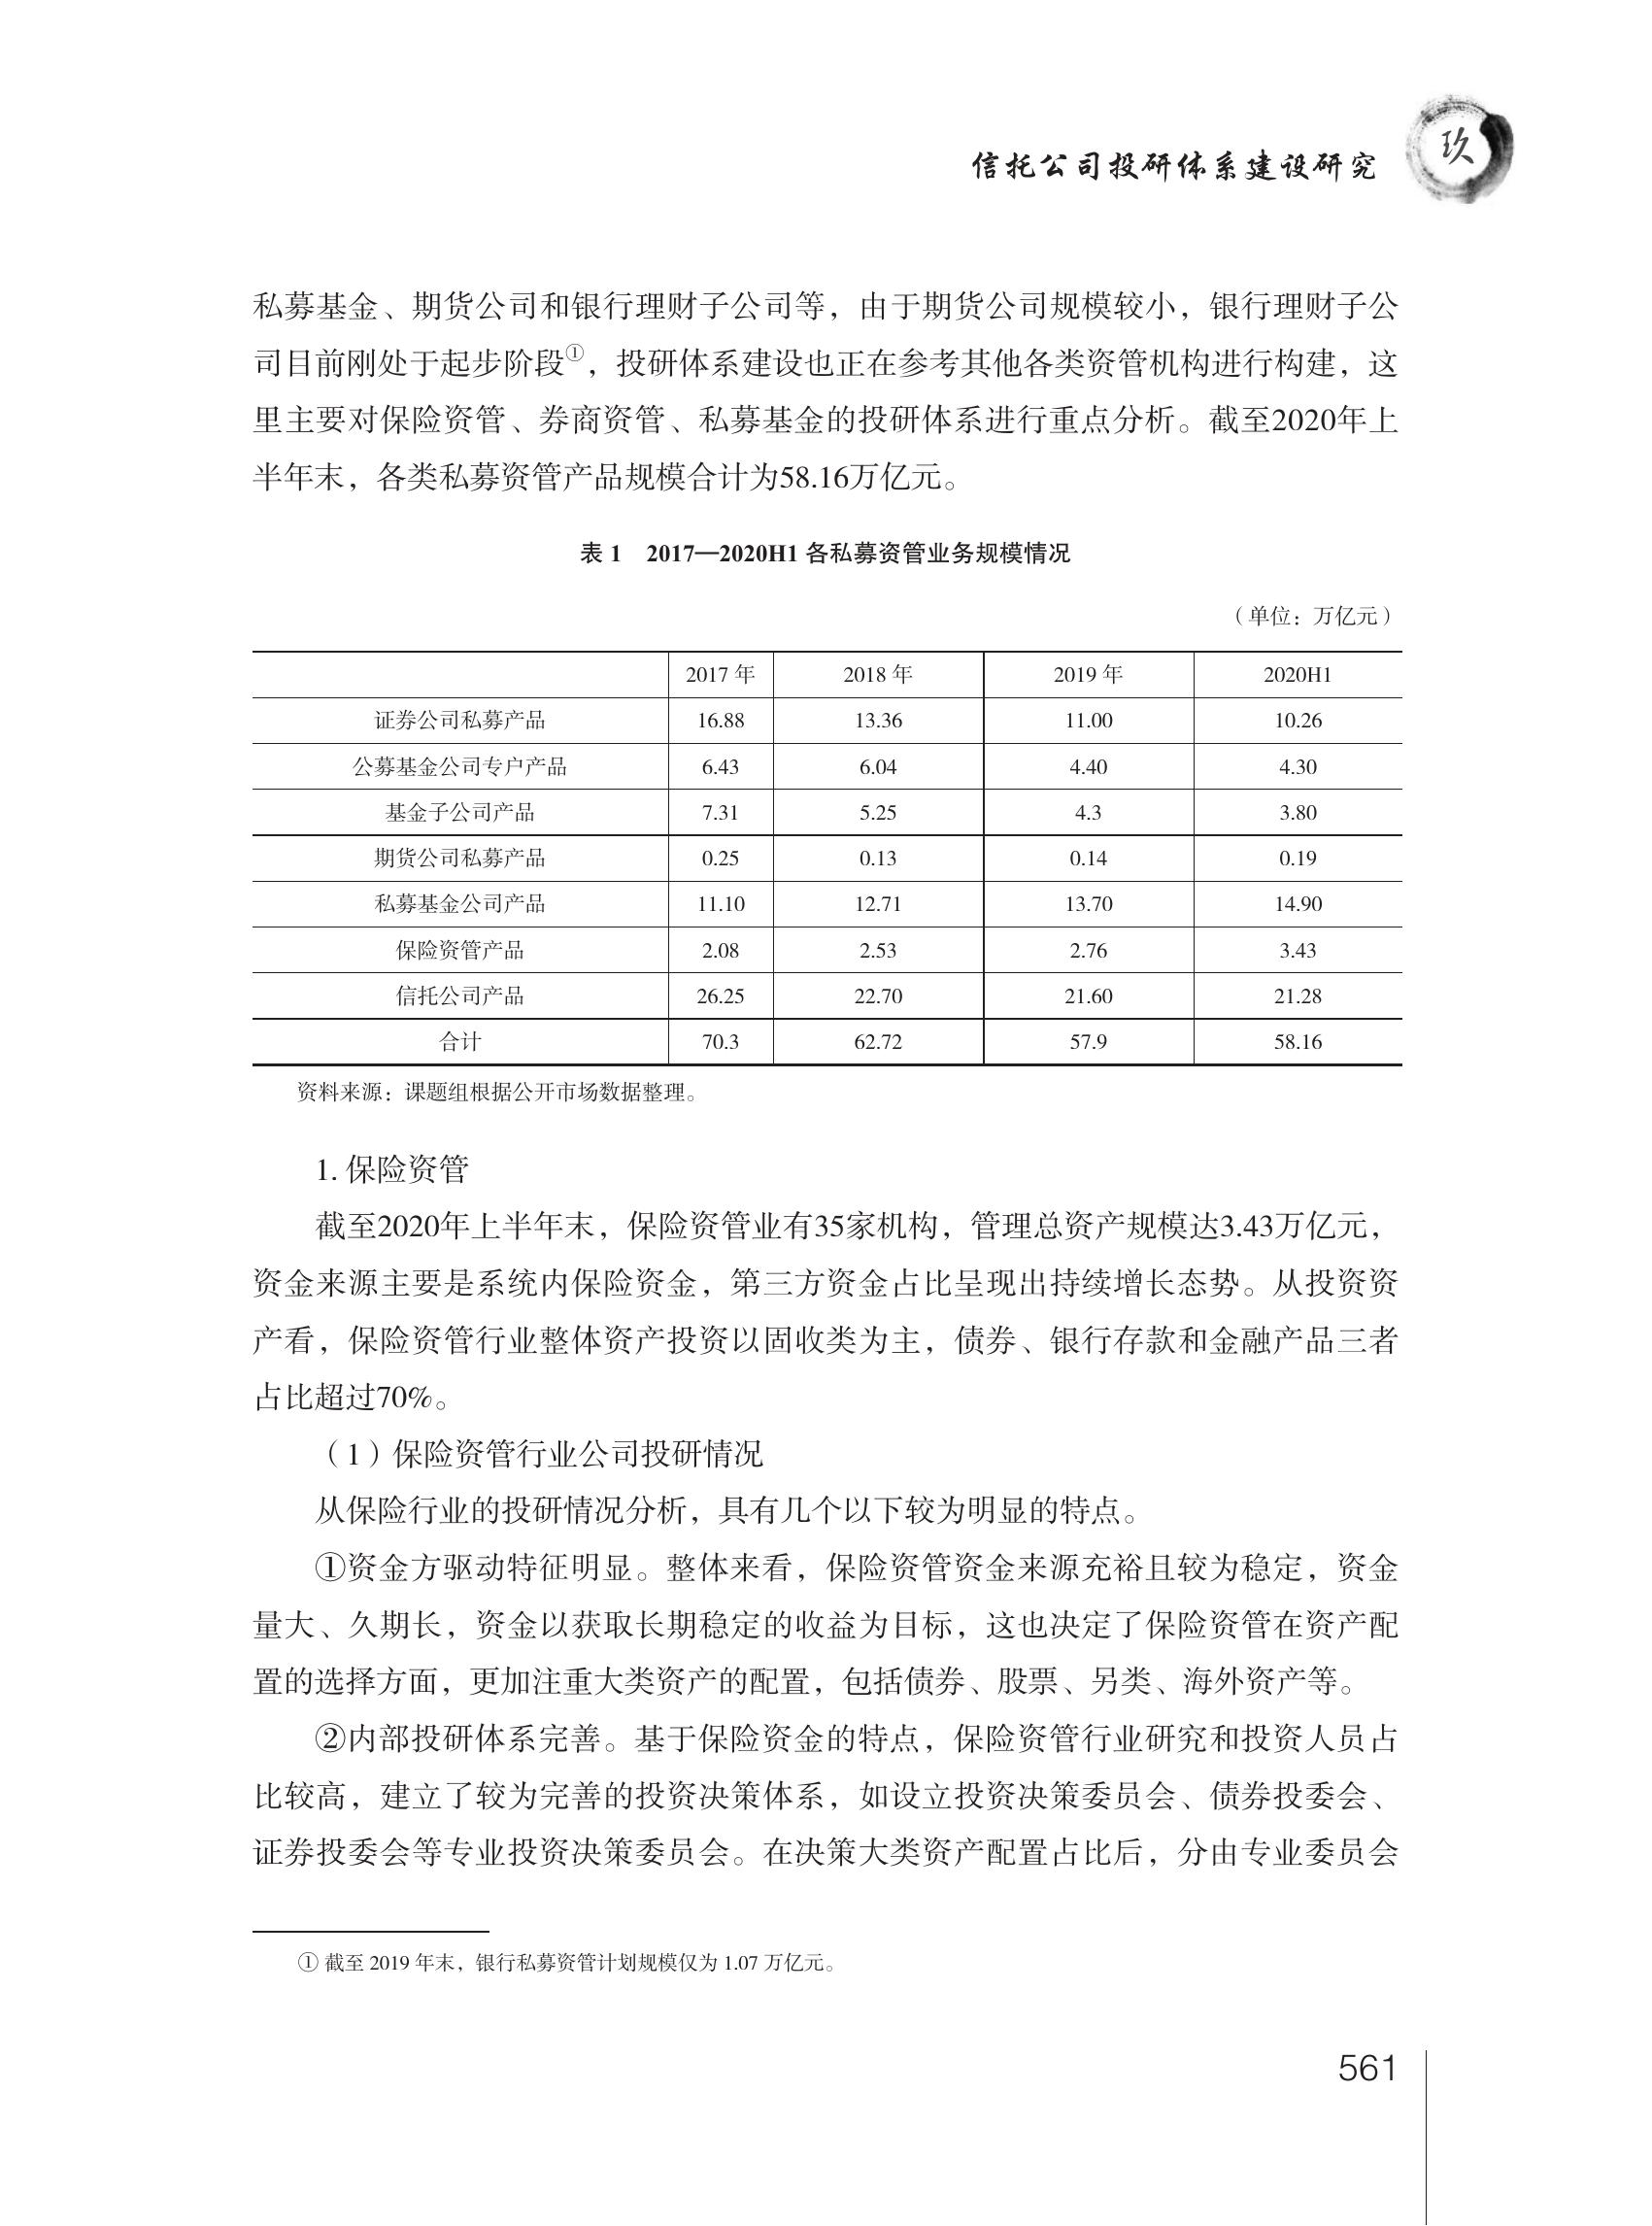 信托公司投研体系建设研究
玖
私募基金、期货公司和银行理财子公司等，由于期货公司规模较小，银行理财子公
司目前刚处于起步阶段①，投研体系建设也正在参考其他各类资管机构进行构建，这
里主要对保险资管、券商资管、私募基金的投研体系进行重点分析。截至2020年上
半年末，各类私募资管产品规模合计为58.16万亿元。
表 1　2017—2020H1 各私募资管业务规模情况
（单位：万亿元）
2017 年 2018 年 2019 年 2020H1
证券公司私募产品 16.88 13.36 11.00 10.26
公募基金公司专户产品 6.43 6.04 4.40 4.30
基金子公司产品 7.31 5.25 4.3 3.80
期货公司私募产品 0.25 0.13 0.14 0.19
私募基金公司产品 11.10 12.71 13.70 14.90
保险资管产品 2.08 2.53 2.76 3.43
信托公司产品 26.25 22.70 21.60 21.28
合计 70.3 62.72 57.9 58.16
资料来源：课题组根据公开市场数据整理。
1. 保险资管
截至2020年上半年末，保险资管业有35家机构，管理总资产规模达3.43万亿元，
资金来源主要是系统内保险资金，第三方资金占比呈现出持续增长态势。从投资资
产看，保险资管行业整体资产投资以固收类为主，债券、银行存款和金融产品三者
占比超过70%。
（1）保险资管行业公司投研情况
从保险行业的投研情况分析，具有几个以下较为明显的特点。
①资金方驱动特征明显。整体来看，保险资管资金来源充裕且较为稳定，资金
量大、久期长，资金以获取长期稳定的收益为目标，这也决定了保险资管在资产配
置的选择方面，更加注重大类资产的配置，包括债券、股票、另类、海外资产等。
②内部投研体系完善。基于保险资金的特点，保险资管行业研究和投资人员占
比较高，建立了较为完善的投资决策体系，如设立投资决策委员会、债券投委会、
证券投委会等专业投资决策委员会。在决策大类资产配置占比后，分由专业委员会
① 截至 2019 年末，银行私募资管计划规模仅为 1.07 万亿元。
561